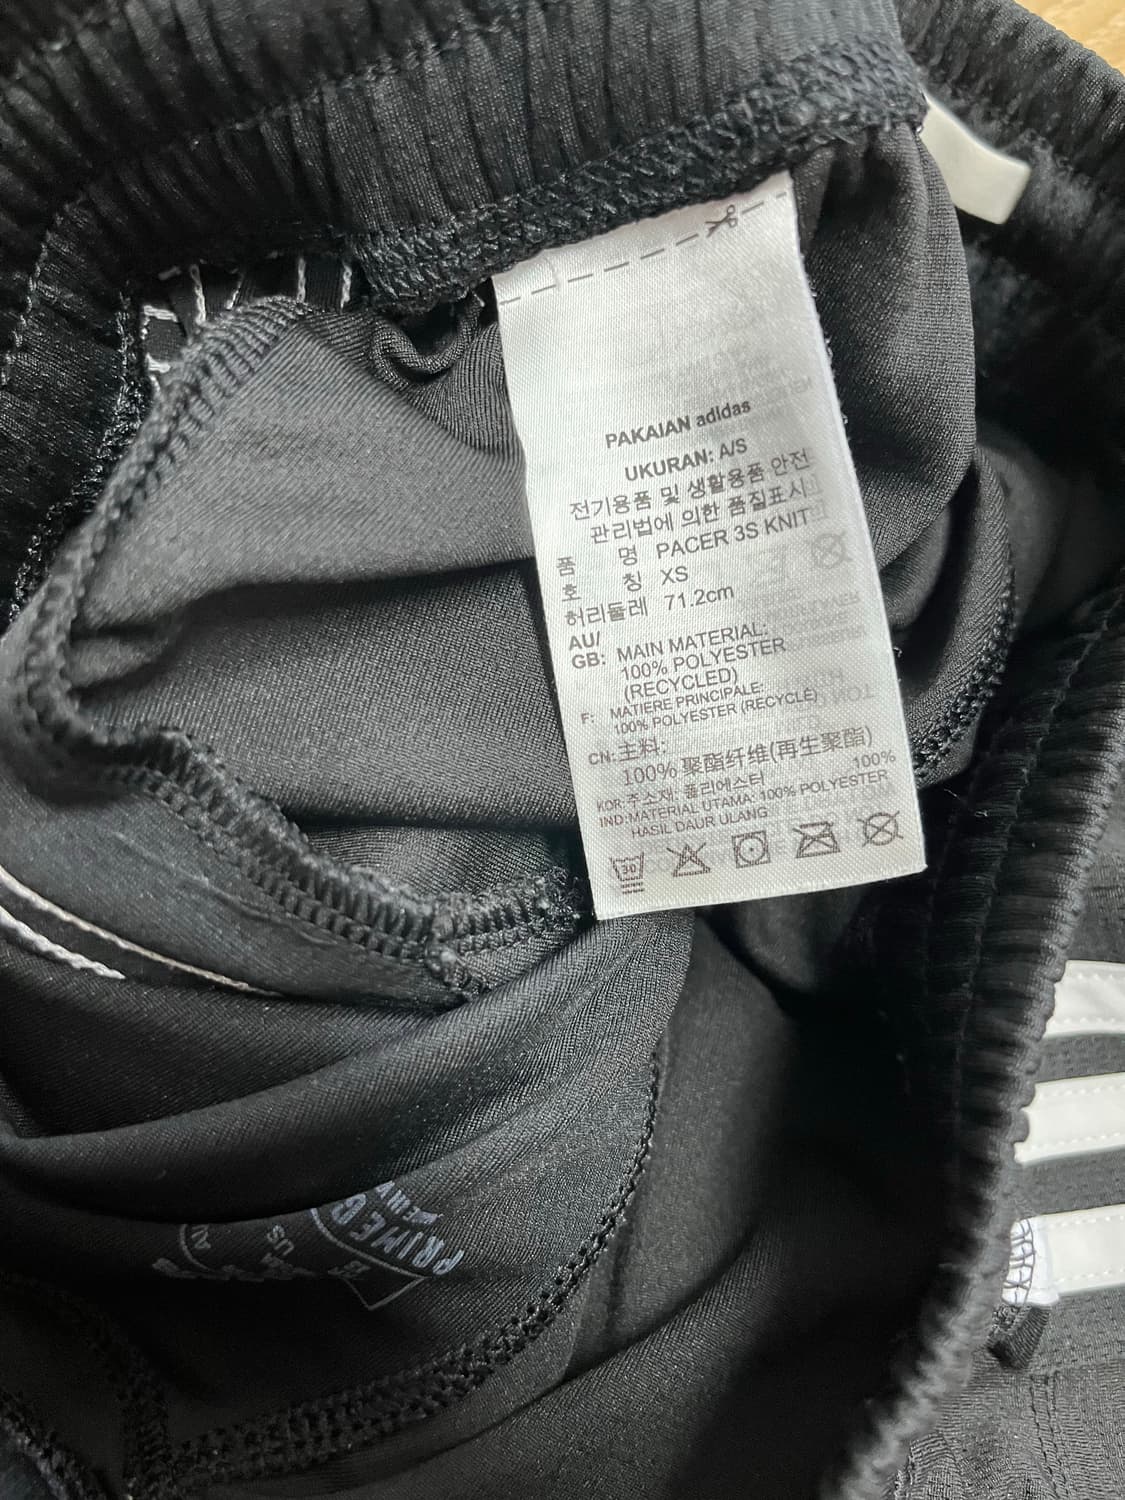 PAKAIAN adidas
UKURAN: A/S
전기용품 및 생활용품 안전
관리법에 의한 품질표시
품 명 PACER 3S KNIT
호 칭 XS
허리둘레 71.2cm
AU/
GB: MAIN MATERIAL:
100% POLYESTER
(RECYCLED)
F: MATIERE PRINCIPALE:
100% POLYESTER (RECYCLÉ)
CN: 主料:
100% 聚酯纤维(再生聚酯)
KOR: 주소재: 폴리에스터 100%
IND:MATERIAL UTAMA: 100% POLYESTER
HASIL DAUR ULANG
30
PRIME
US